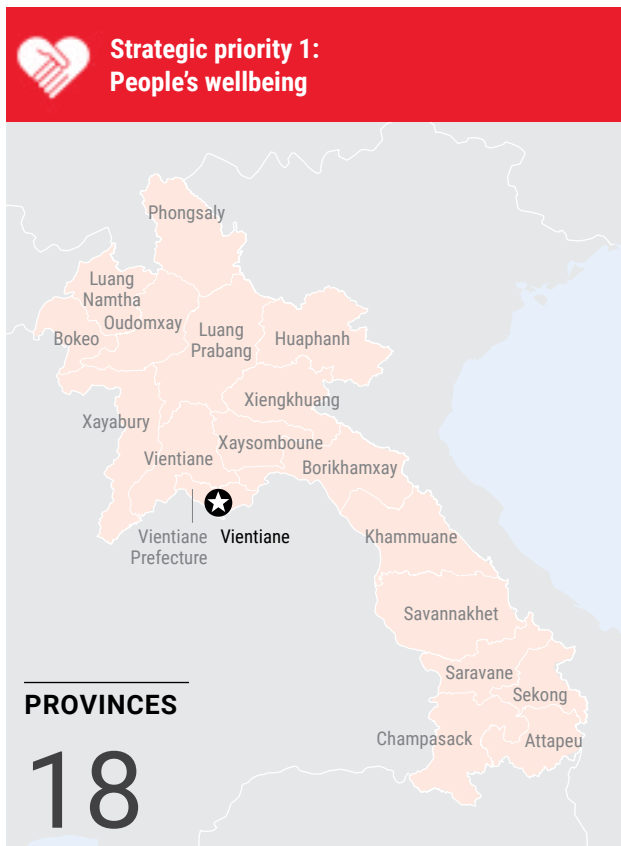 Strategic priority 1:
People’s wellbeing
Phongsaly
Luang
Namtha
Oudomxay
Bokeo
Luang
Prabang
Huaphanh
Xiengkhuang
Xayabury
Xaysomboune
Vientiane
Borikhamxay
Vientiane
Prefecture
Vientiane
Khammuane
Savannakhet
Saravane
Sekong
Champasack
Attapeu
PROVINCES
18